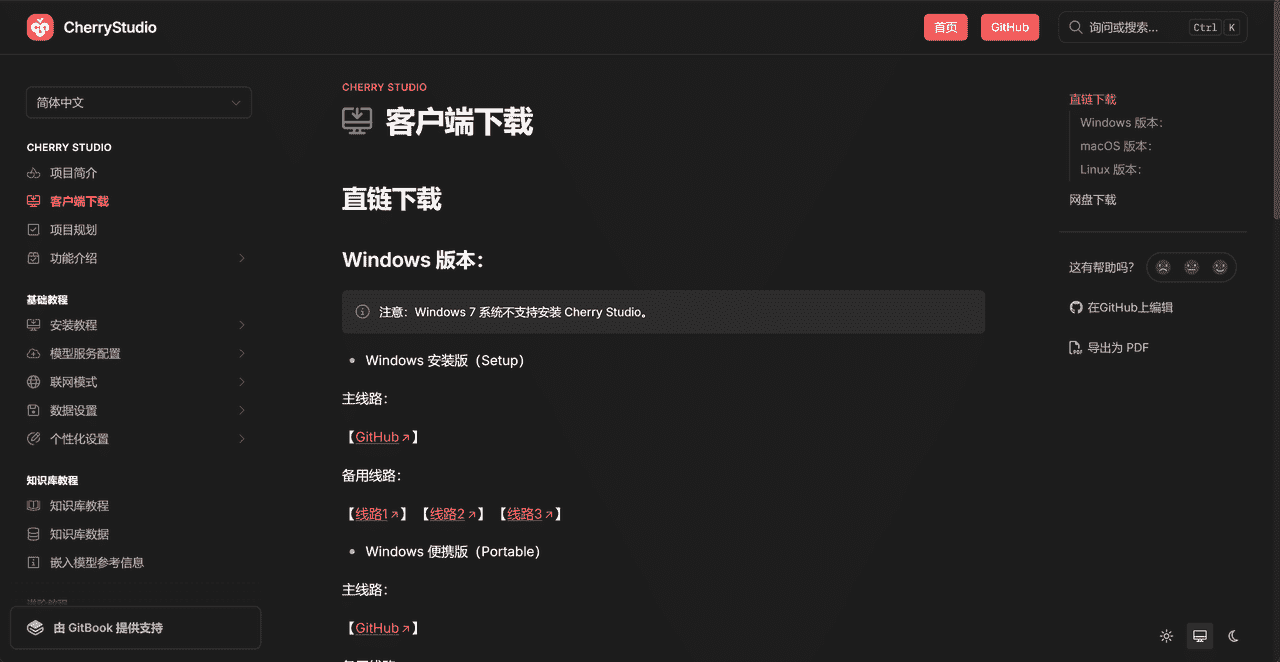 CherryStudio
首页
GitHub
询问或搜索...
Ctrl K
简体中文
CHERRY STUDIO
项目简介
客户端下载
项目规划
功能介绍
基础教程
安装教程
模型服务配置
联网模式
数据设置
个性化设置
知识库教程
知识库教程
知识库数据
嵌入模型参考信息
由 GitBook 提供支持
CHERRY STUDIO
客户端下载
直链下载
Windows 版本：
注意：Windows 7 系统不支持安装 Cherry Studio。
Windows 安装版（Setup）
主线路：
【GitHub↗】
备用线路：
【线路1↗】【线路2↗】【线路3↗】
Windows 便携版（Portable）
主线路：
【GitHub↗】
直链下载
Windows 版本：
macOS 版本：
Linux 版本：
网盘下载
这有帮助吗？
在GitHub上编辑
导出为 PDF